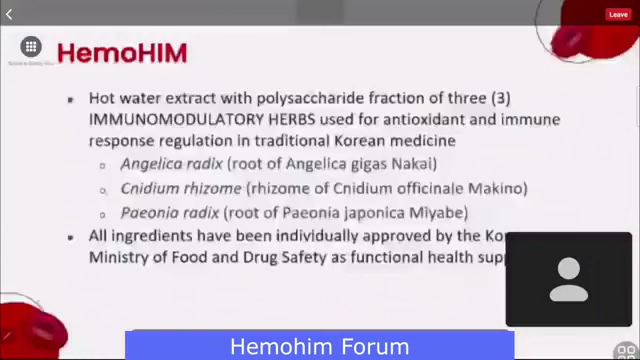 Leave
HemoHIM
Hot water extract with polysaccharide fraction of three (3)
IMMUNOMODULATORY HERBS used for antioxidant and immune
response regulation in traditional Korean medicine
Angelica radix (root of Angelica gigas Nakai)
Cnidium rhizome (rhizome of Cnidium officinale Makino)
Paeonia radix (root of Paeonia japonica Miyabe)
All ingredients have been individually approved by the
Ministry of Food and Drug Safety as functional health
Hemohim Forum